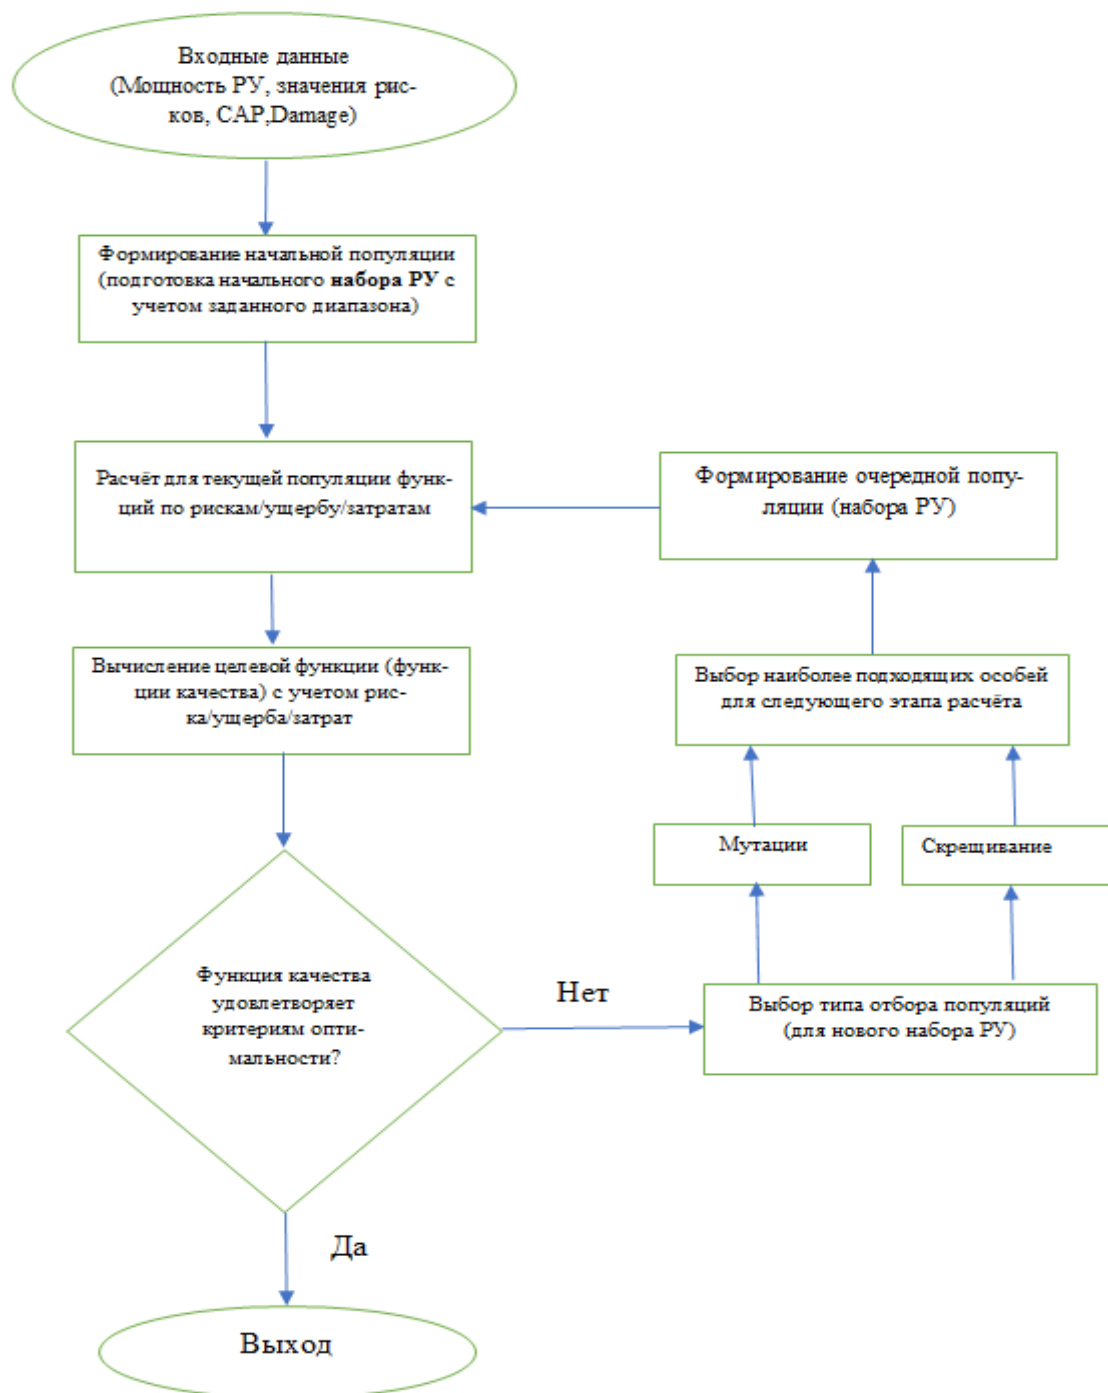 Входные данные
(Мощность РУ, значения рис-
ков, CAP,Damage)
Формирование начальной популяции
(подготовка начального набора РУ с
учетом заданного диапазона)
Расчёт для текущей популяции функ-
ций по рискам/ущербу/затратам
Формирование очередной попу-
ляции (набора РУ)
Вычисление целевой функции (функ-
ции качества) с учетом рис-
ка/ущерба/затрат
Выбор наиболее подходящих особей
для следующего этапа расчёта
Мутации
Скрещивание
Функция качества
удовлетворяет
критериям опти-
мальности?
Нет
Выбор типа отбора популяций
(для нового набора РУ)
Да
Выход